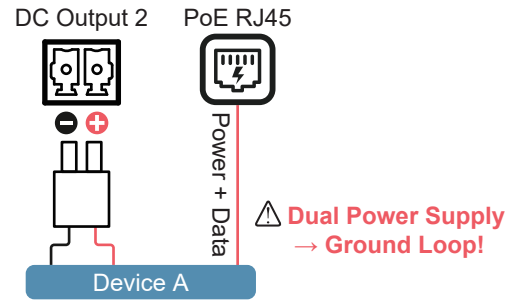 DC Output 2
PoE RJ45
Power + Data
⚠ Dual Power Supply
→ Ground Loop!
Device A